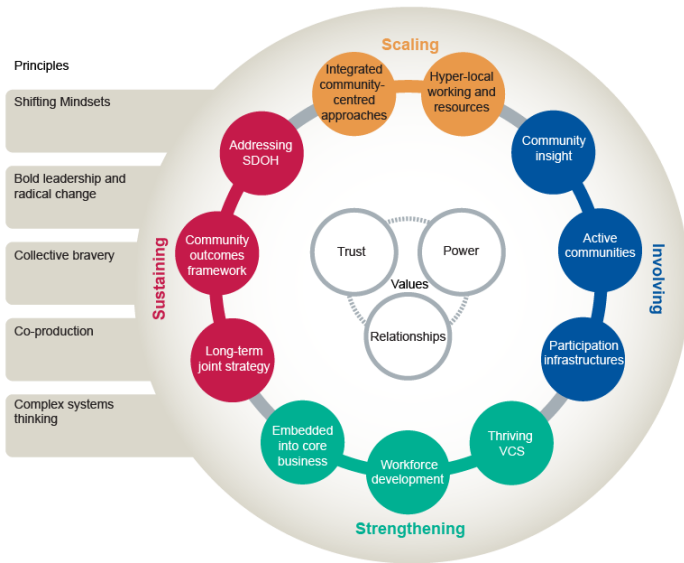 Principles
Shifting Mindsets
Bold leadership and
radical change
Collective bravery
Co-production
Complex systems
thinking
Scaling
Integrated
community-
centred
approaches
Hyper-local
working and
resources
Involving
Community
insight
Active
communities
Participation
infrastructures
Strengthening
Thriving
VCS
Workforce
development
Embedded
into core
business
Sustaining
Long-term
joint strategy
Community
outcomes
framework
Addressing
SDOH
Values
Trust
Power
Relationships